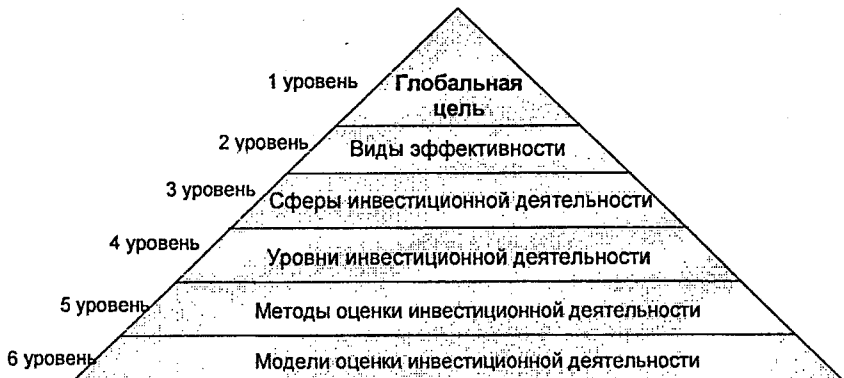 1 уровень
Глобальная
цель
2 уровень
Виды эффективности
3 уровень
Сферы инвестиционной деятельности
4 уровень
Уровни инвестиционной деятельности
5 уровень
Методы оценки инвестиционной деятельности
6 уровень
Модели оценки инвестиционной деятельности